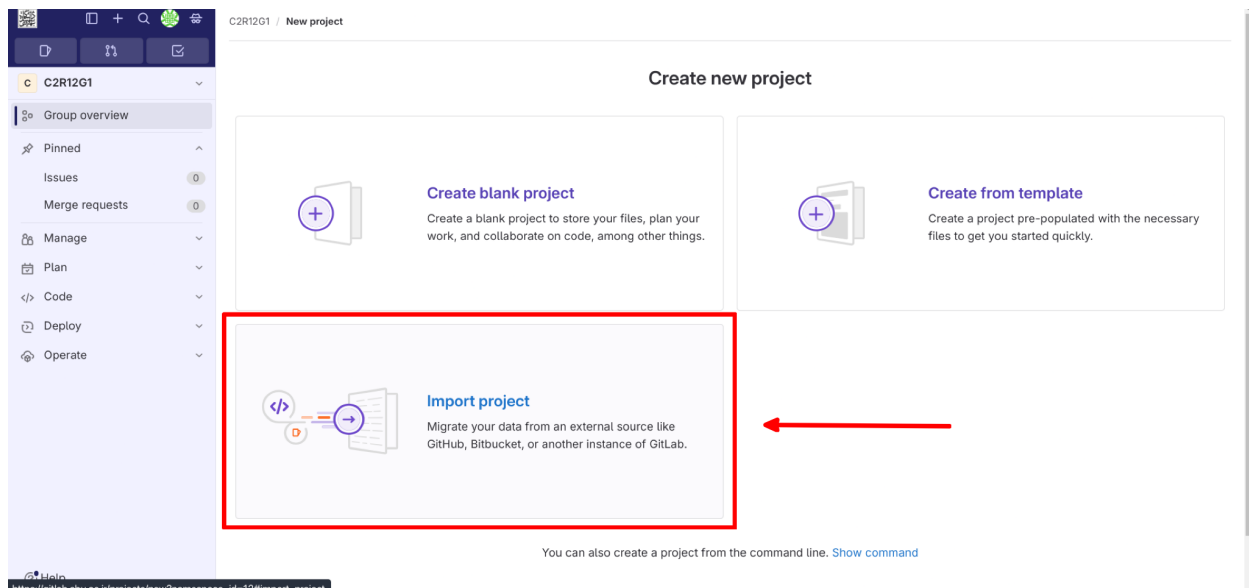 C2R12G1 / New project
C C2R12G1
Group overview
Pinned
Issues 0
Merge requests 0
Manage
Plan
Code
Deploy
Operate
Help
Create new project
Create blank project
Create a blank project to store your files, plan your
work, and collaborate on code, among other things.
Create from template
Create a project pre-populated with the necessary
files to get you started quickly.
Import project
Migrate your data from an external source like
GitHub, Bitbucket, or another instance of GitLab.
You can also create a project from the command line. Show command